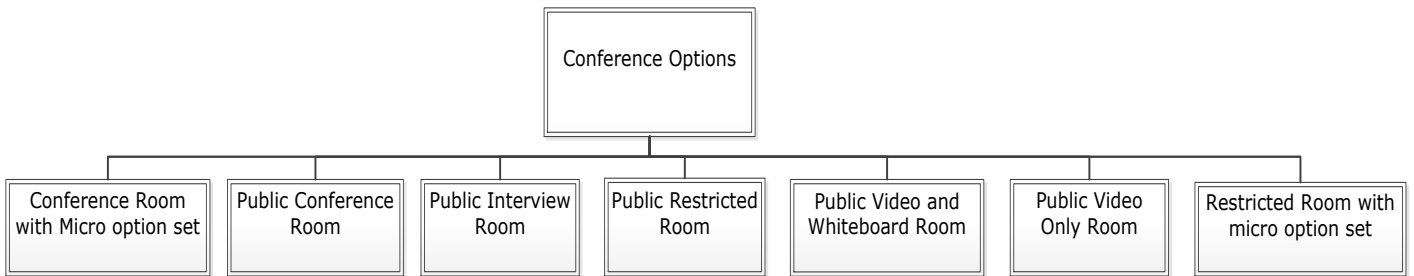 Conference Options
Conference Room
with Micro option set
Public Conference
Room
Public Interview
Room
Public Restricted
Room
Public Video and
Whiteboard Room
Public Video
Only Room
Restricted Room with
micro option set